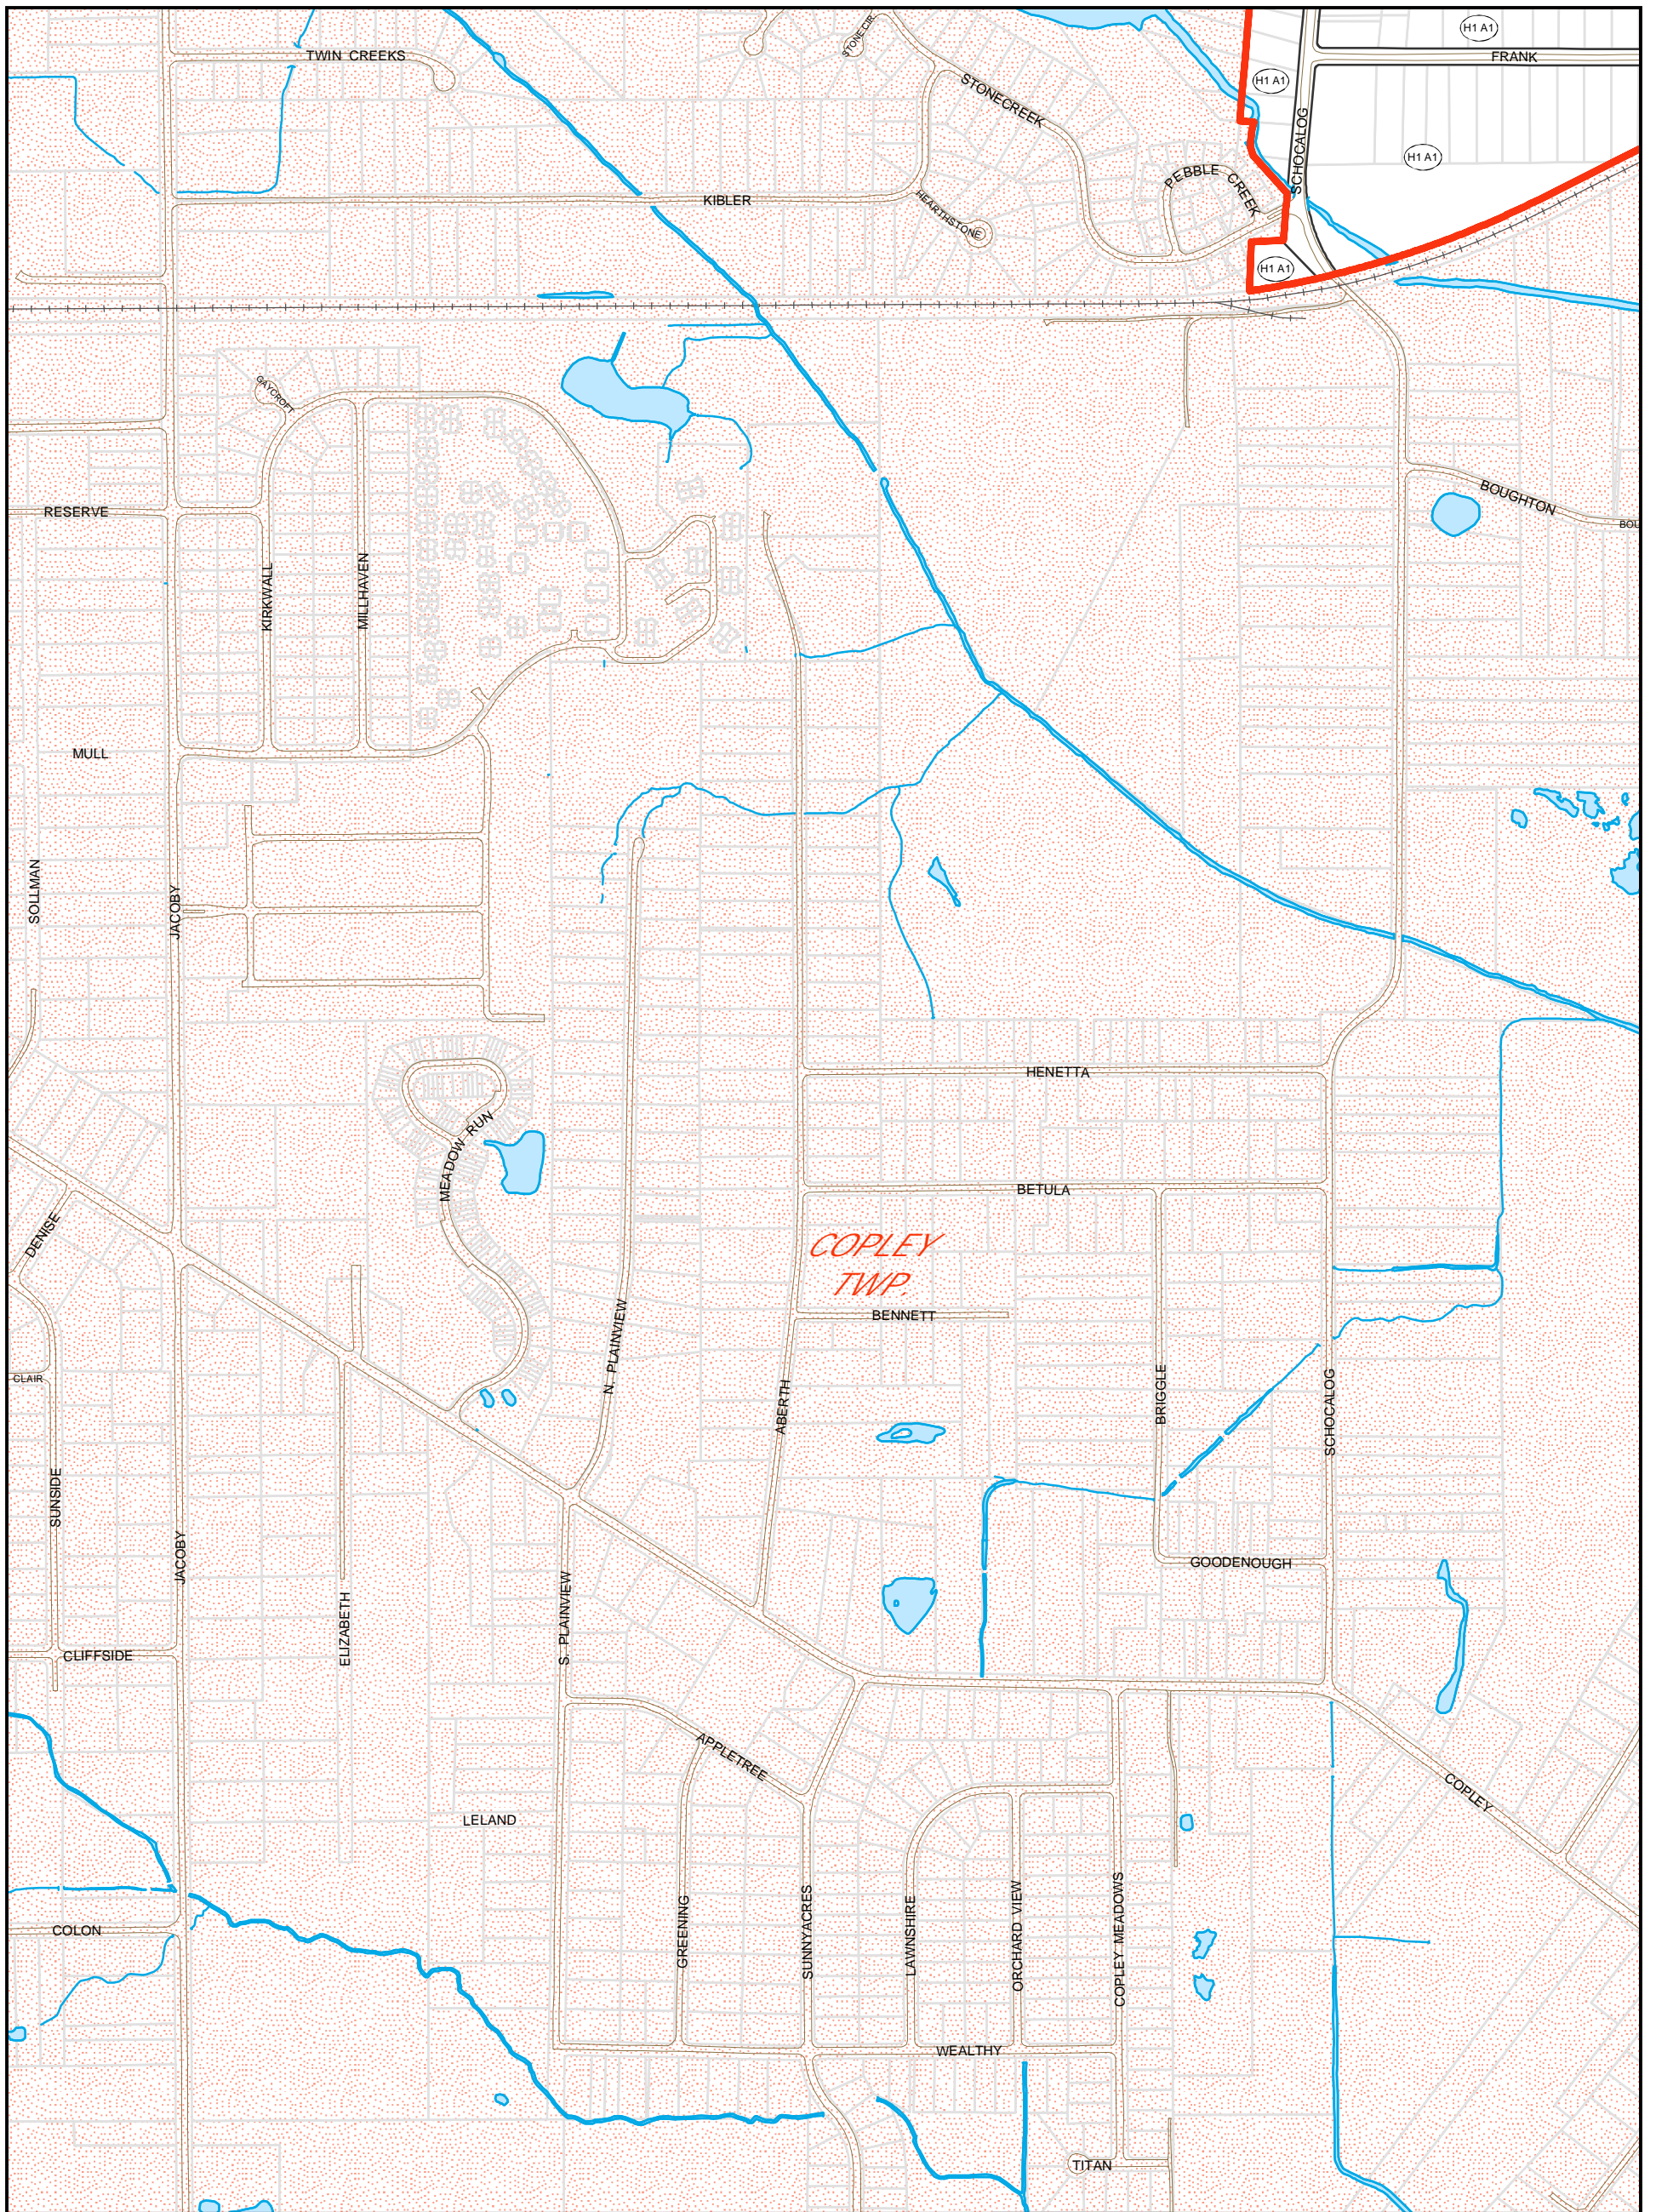 H1 A1
FRANK
TWIN CREEKS
STONE CIR.
STONECREEK
H1 A1
SCHOCALOG
H1 A1
PEBBLE CREEK
KIBLER
HEARTHSTONE
H1 A1
GAYCROFT
BOUGHTON
RESERVE
BOU
KIRKWALL
MILLHAVEN
MULL
SOLLMAN
JACOBY
HENETTA
MEADOW RUN
BETULA
DENISE
COPLEY
TWP.
BENNETT
N. PLAINVIEW
CLAIR
ABERTH
BRIGGLE
SCHOCALOG
SUNSIDE
JACOBY
GOODENOUGH
ELIZABETH
S. PLAINVIEW
CLIFFSIDE
APPLETREE
COPLEY
LELAND
GREENING
SUNNYACRES
LAWNSHIRE
ORCHARD VIEW
COPLEY MEADOWS
COLON
WEALTHY
TITAN